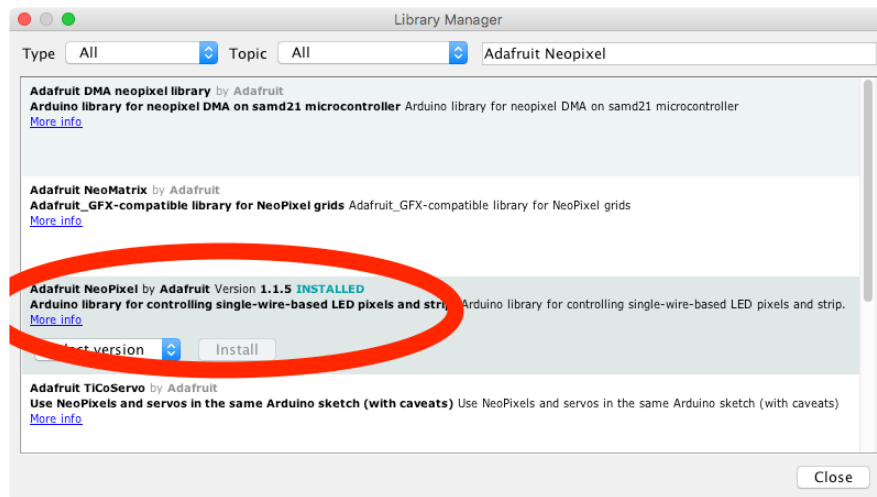 Library Manager
Type All Topic All Adafruit Neopixel
Adafruit DMA neopixel library by Adafruit
Arduino library for neopixel DMA on samd21 microcontroller Arduino library for neopixel DMA on samd21 microcontroller
More info
Adafruit NeoMatrix by Adafruit
Adafruit_GFX-compatible library for NeoPixel grids Adafruit_GFX-compatible library for NeoPixel grids
More info
Adafruit NeoPixel by Adafruit Version 1.1.5 INSTALLED
Arduino library for controlling single-wire-based LED pixels and strip. Arduino library for controlling single-wire-based LED pixels and strip.
More info
version Install
Adafruit TiCoServo by Adafruit
Use NeoPixels and servos in the same Arduino sketch (with caveats) Use NeoPixels and servos in the same Arduino sketch (with caveats)
More info
Close